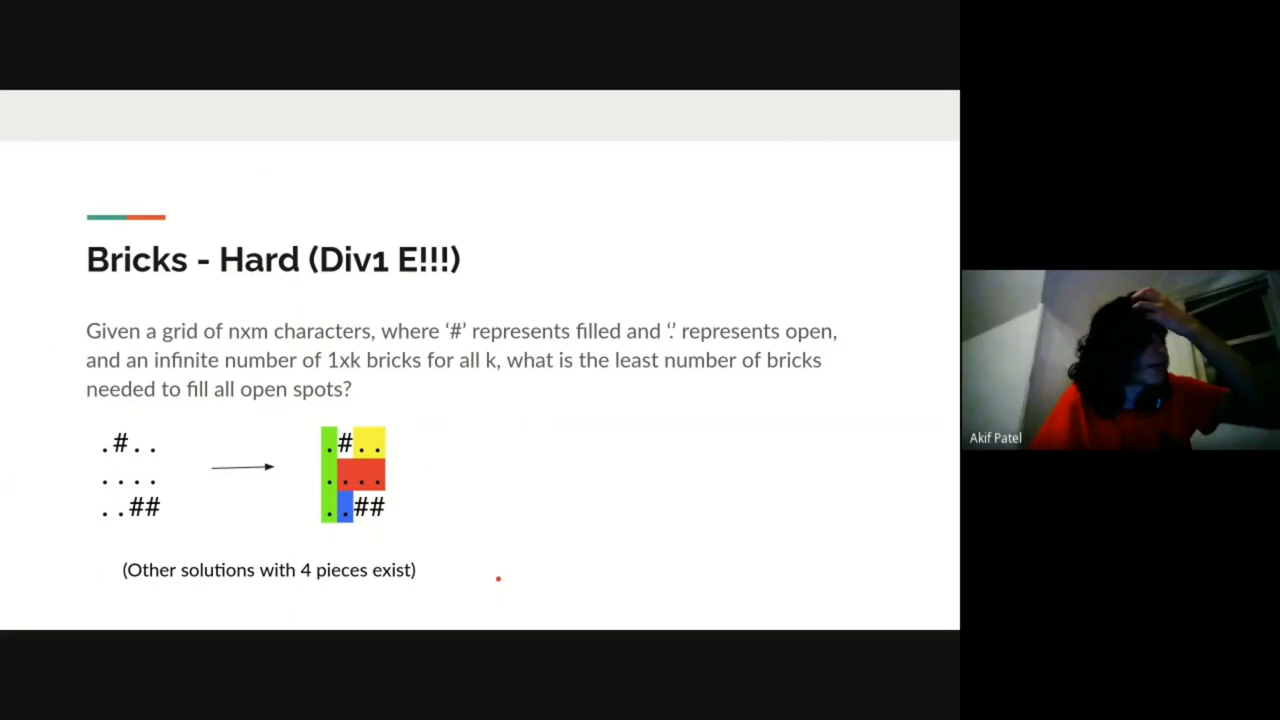 Bricks - Hard (Div1 E!!!)
Given a grid of nxm characters, where ‘#’ represents filled and ‘.’ represents open,
and an infinite number of 1xk bricks for all k, what is the least number of bricks
needed to fill all open spots?
.#..
....
..##
.#..
....
..##
(Other solutions with 4 pieces exist)
Akif Patel